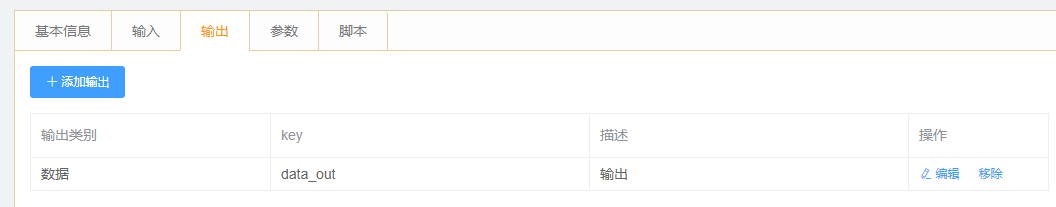 基本信息 输入 输出 参数 脚本
添加输出
输出类别 key 描述 操作
数据 data_out 输出 编辑 移除